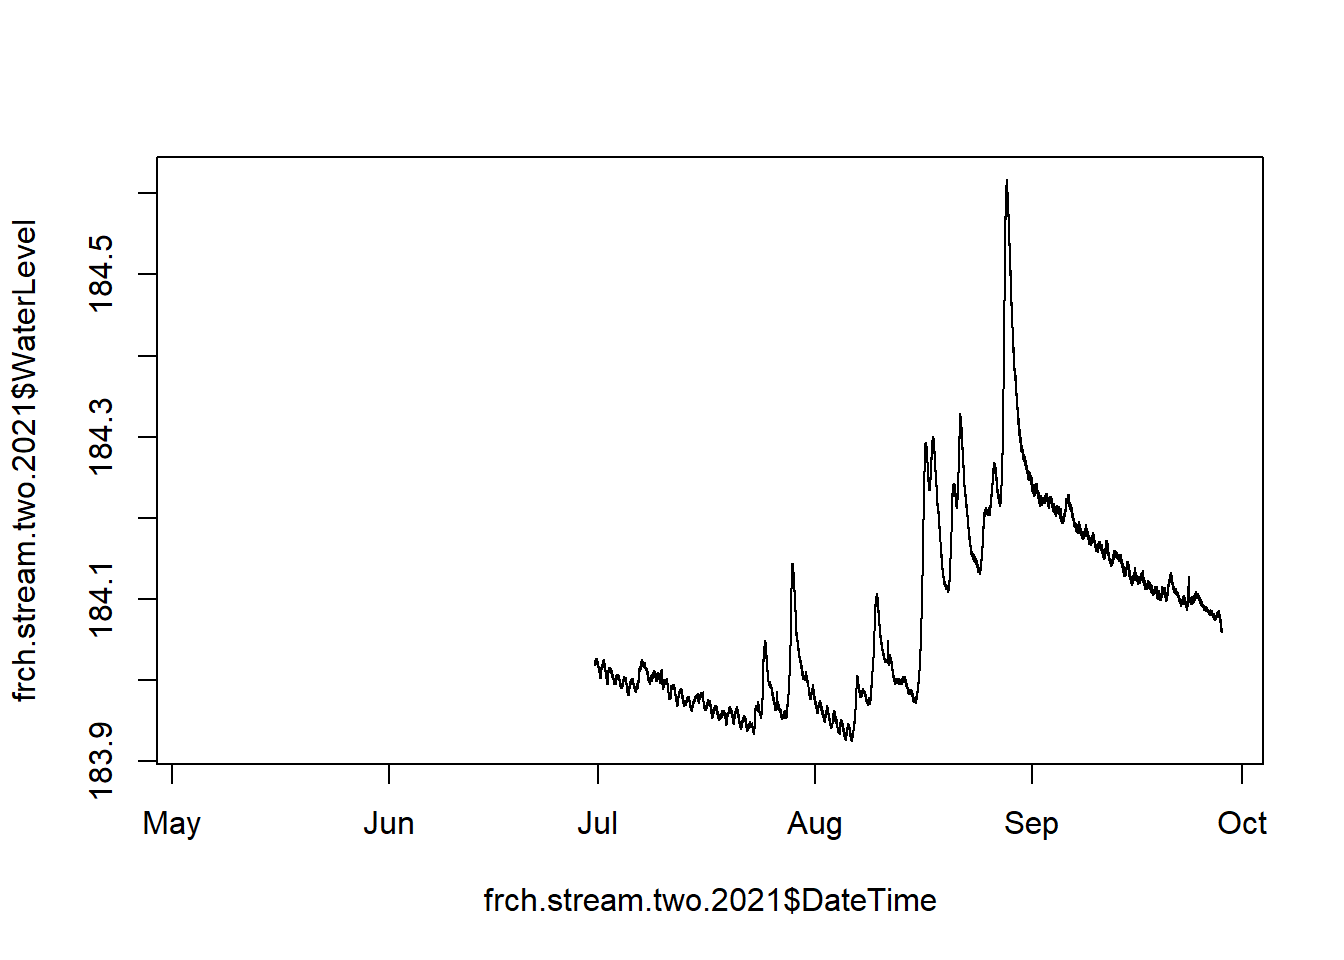 frch.stream.two.2021$WaterLevel
184.5
184.3
184.1
183.9
May Jun Jul Aug Sep Oct
frch.stream.two.2021$DateTime